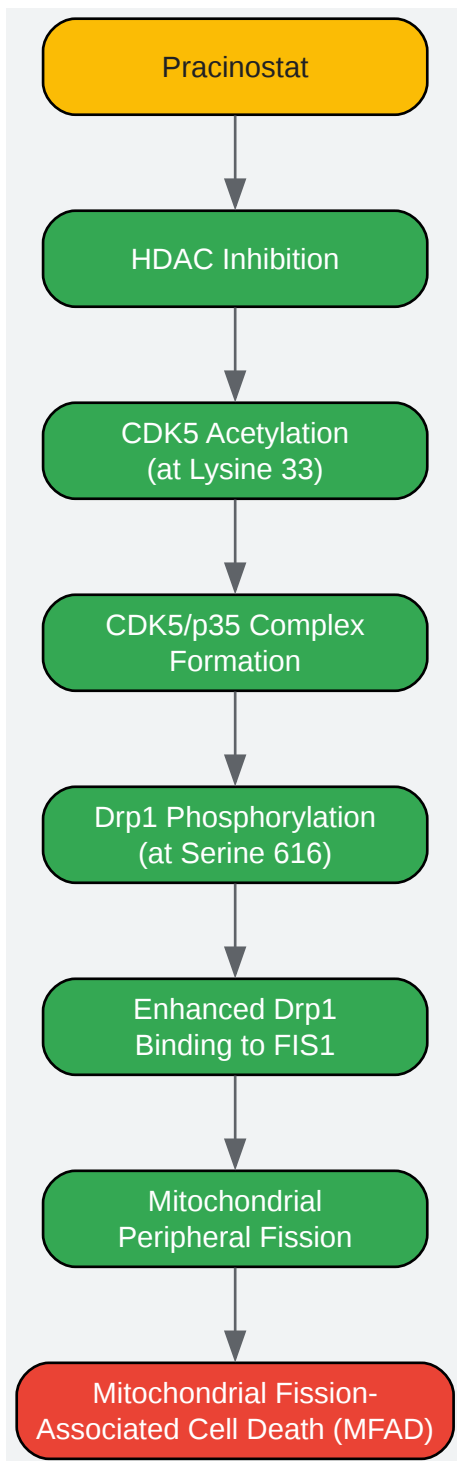 Pracinostat
HDAC Inhibition
CDK5 Acetylation
(at Lysine 33)
CDK5/p35 Complex
Formation
Drp1 Phosphorylation
(at Serine 616)
Enhanced Drp1
Binding to FIS1
Mitochondrial
Peripheral Fission
Mitochondrial Fission-
Associated Cell Death (MFAD)